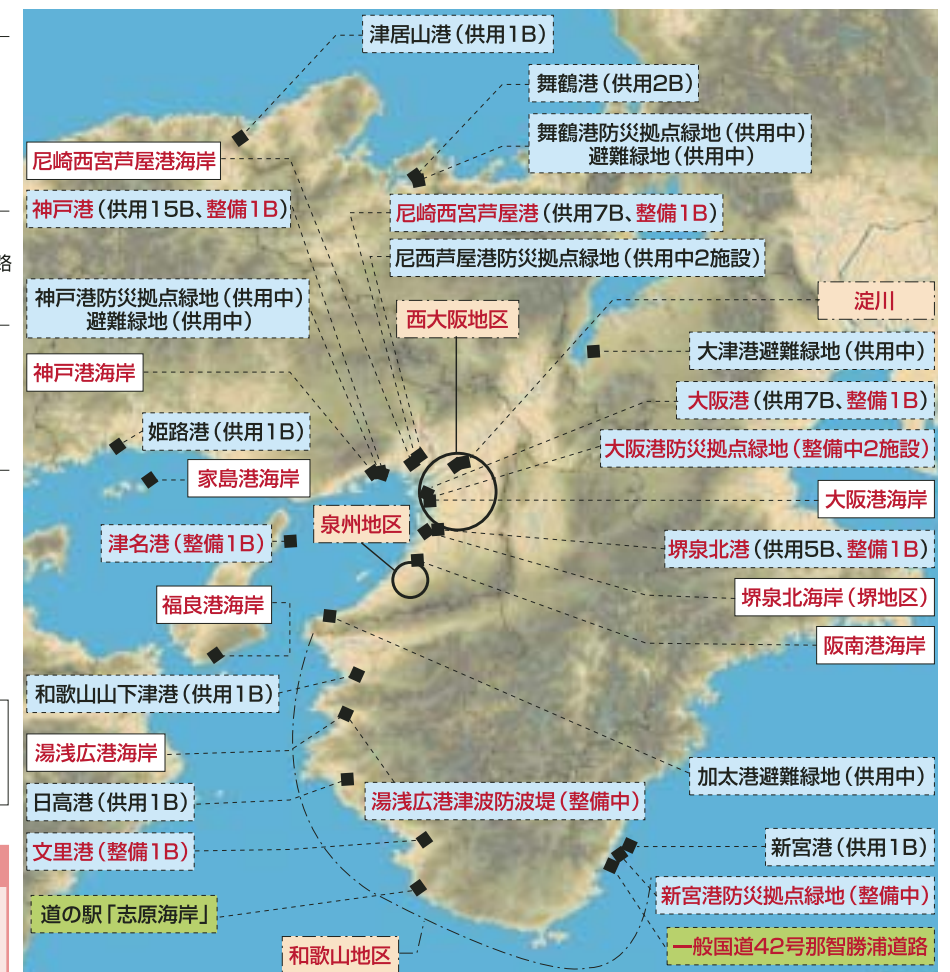 津居山港（供用1B）
舞鶴港（供用2B）
舞鶴港防災拠点緑地（供用中）
避難緑地（供用中）
尼崎西宮芦屋港海岸
神戸港（供用15B、整備1B）
尼崎西宮芦屋港（供用7B、整備1B）
尼西芦屋港防災拠点緑地（供用中2施設）
路
神戸港防災拠点緑地（供用中）
避難緑地（供用中）
西大阪地区
淀川
大津港避難緑地（供用中）
神戸港海岸
大阪港（供用7B、整備1B）
姫路港（供用1B）
大阪港防災拠点緑地（整備中2施設）
家島港海岸
大阪港海岸
泉州地区
津名港（整備1B）
堺泉北港（供用5B、整備1B）
福良港海岸
堺泉北海岸（堺地区）
阪南港海岸
和歌山山下津港（供用1B）
湯浅広港海岸
加太港避難緑地（供用中）
日高港（供用1B）
湯浅広港津波防波堤（整備中）
文里港（整備1B）
新宮港（供用1B）
新宮港防災拠点緑地（整備中）
道の駅「志原海岸」
和歌山地区
一般国道42号那智勝浦道路